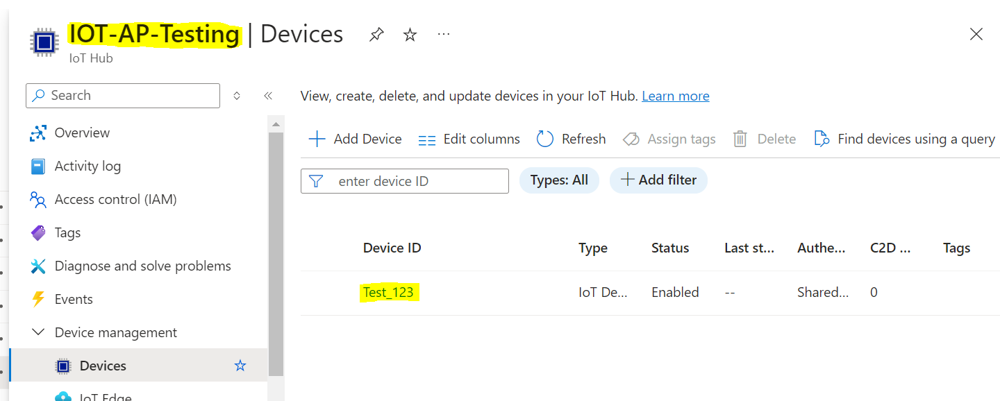 IOT-AP-Testing | Devices ...
IoT Hub
Search
View, create, delete, and update devices in your IoT Hub. Learn more
Overview
Activity log
Access control (IAM)
Tags
Diagnose and solve problems
Events
Device management
Devices
IoT Edge
Add Device Edit columns Refresh Assign tags Delete Find devices using a query
enter device ID Types: All Add filter
Device ID Type Status Last st... Authe... C2D ... Tags
Test_123 IoT De... Enabled -- Shared... 0